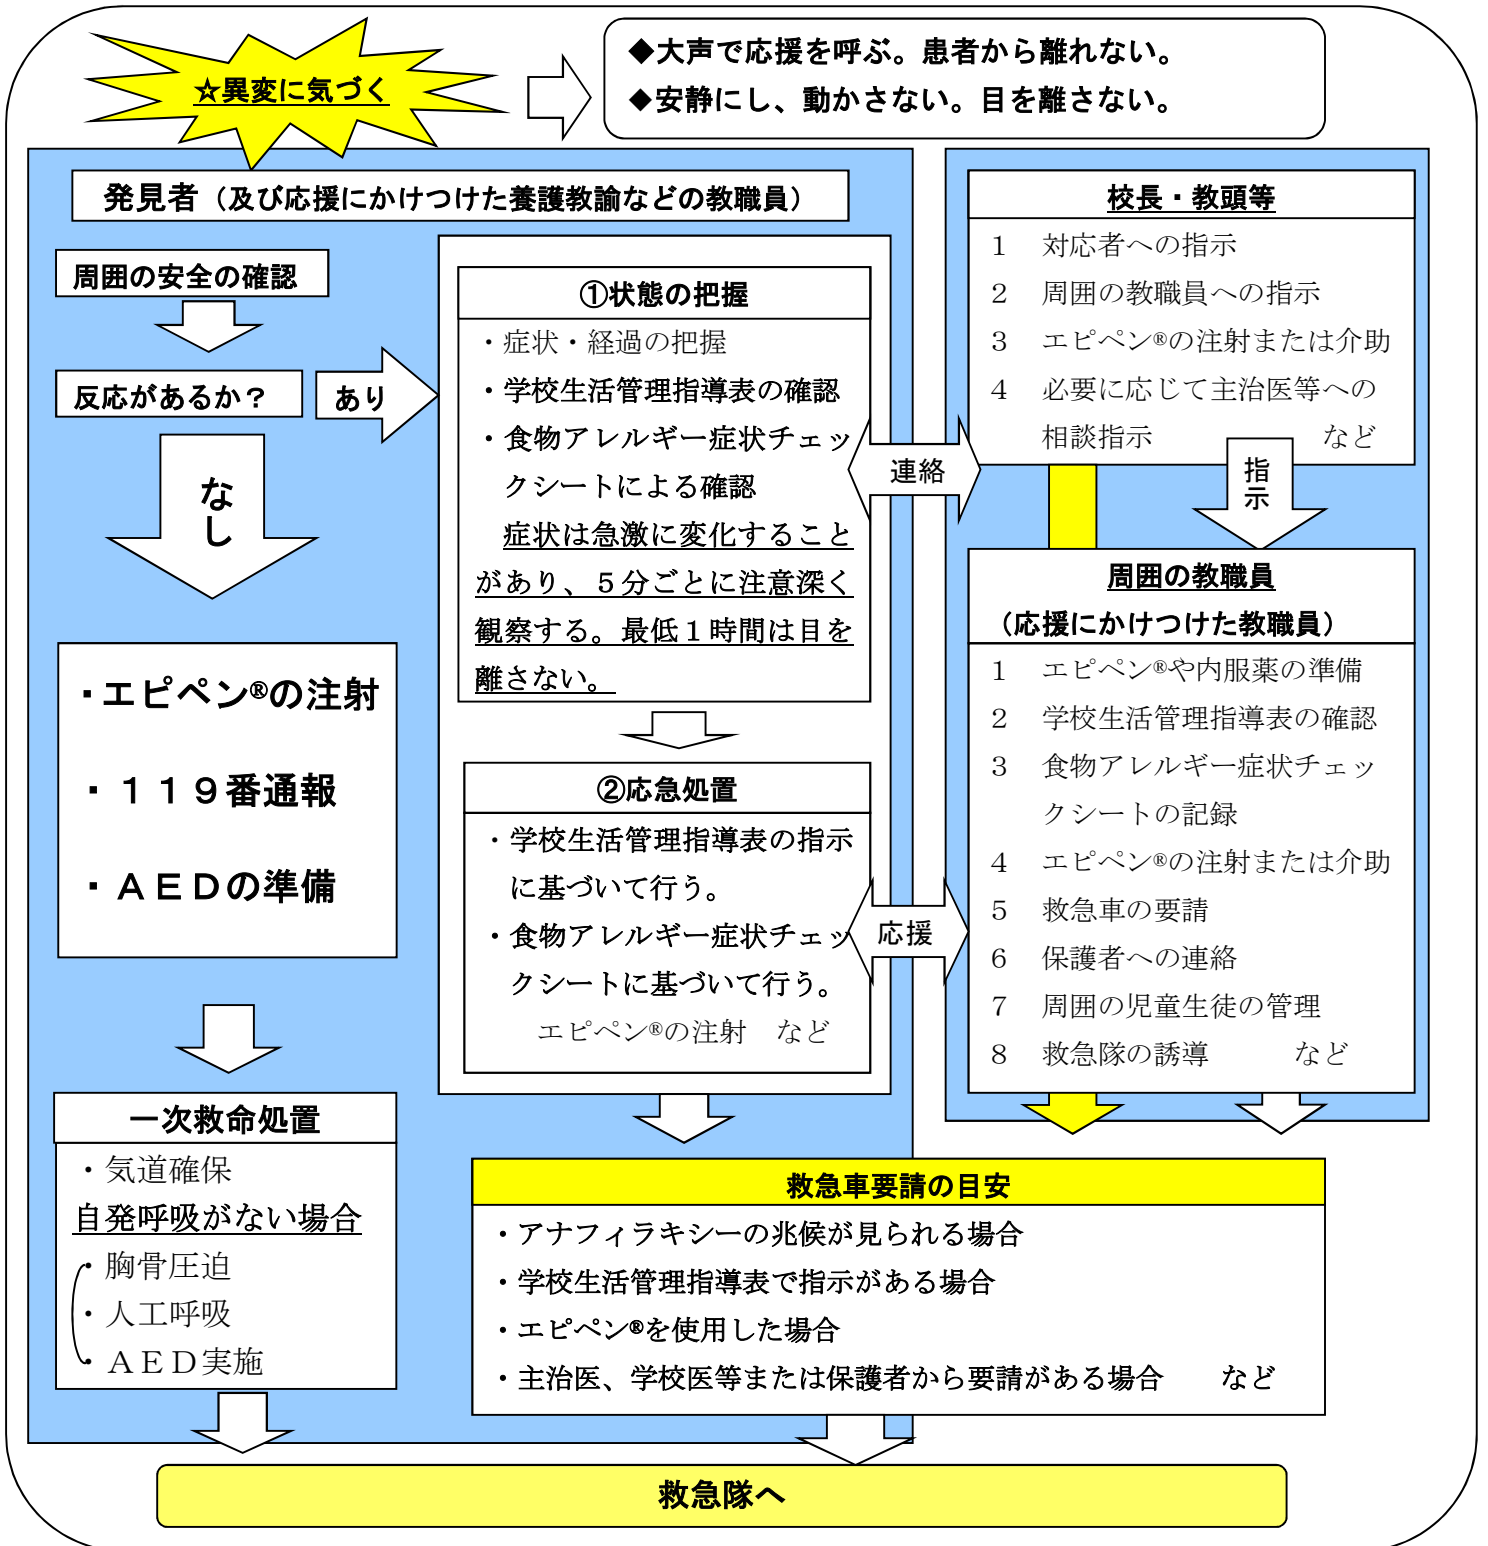 ☆異変に気づく
◆大声で応援を呼ぶ。患者から離れない。
◆安静にし、動かさない。目を離さない。
発見者（及び応援にかけつけた養護教諭などの教職員）
周囲の安全の確認
反応があるか？
あり
なし
・エピペン®の注射
・１１９番通報
・ＡＥＤの準備
一次救命処置
・気道確保
自発呼吸がない場合
・胸骨圧迫
・人工呼吸
・ＡＥＤ実施
①状態の把握
・症状・経過の把握
・学校生活管理指導表の確認
・食物アレルギー症状チェッ
クシートによる確認
症状は急激に変化すること
があり、５分ごとに注意深く
観察する。最低１時間は目を
離さない。
②応急処置
・学校生活管理指導表の指示
に基づいて行う。
・食物アレルギー症状チェッ
クシートに基づいて行う。
エピペン®の注射　など
連絡
応援
校長・教頭等
１　対応者への指示
２　周囲の教職員への指示
３　エピペン®の注射または介助
４　必要に応じて主治医等への
相談指示　　　　　　など
指示
周囲の教職員
（応援にかけつけた教職員）
１　エピペン®や内服薬の準備
２　学校生活管理指導表の確認
３　食物アレルギー症状チェッ
クシートの記録
４　エピペン®の注射または介助
５　救急車の要請
６　保護者への連絡
７　周囲の児童生徒の管理
８　救急隊の誘導　　　など
救急車要請の目安
・アナフィラキシーの兆候が見られる場合
・学校生活管理指導表で指示がある場合
・エピペン®を使用した場合
・主治医、学校医等または保護者から要請がある場合　　など
救急隊へ